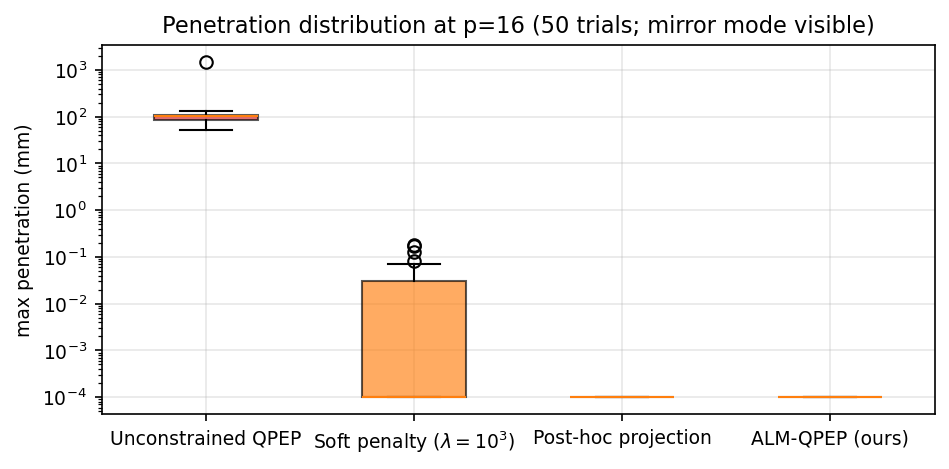 Penetration distribution at p=16 (50 trials; mirror mode visible)
max penetration (mm)
10³
10²
10¹
10⁰
10⁻¹
10⁻²
10⁻³
10⁻⁴
Unconstrained QPEP
Soft penalty (λ = 10³)
Post-hoc projection
ALM-QPEP (ours)